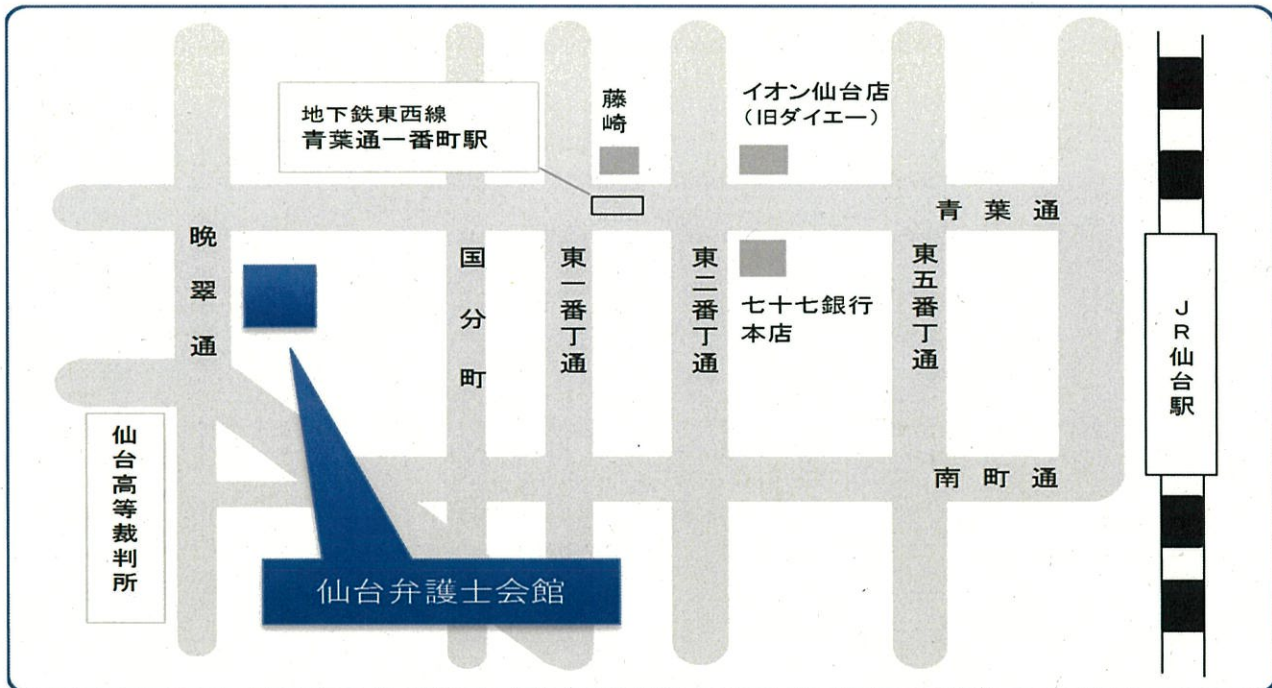 地下鉄東西線
青葉通一番町駅
藤崎
イオン仙台店
（旧ダイエー）
青葉通
晩翠通
国分町
東一番丁通
東二番丁通
七十七銀行
本店
東五番丁通
JR仙台駅
仙台高等裁判所
南町通
仙台弁護士会館